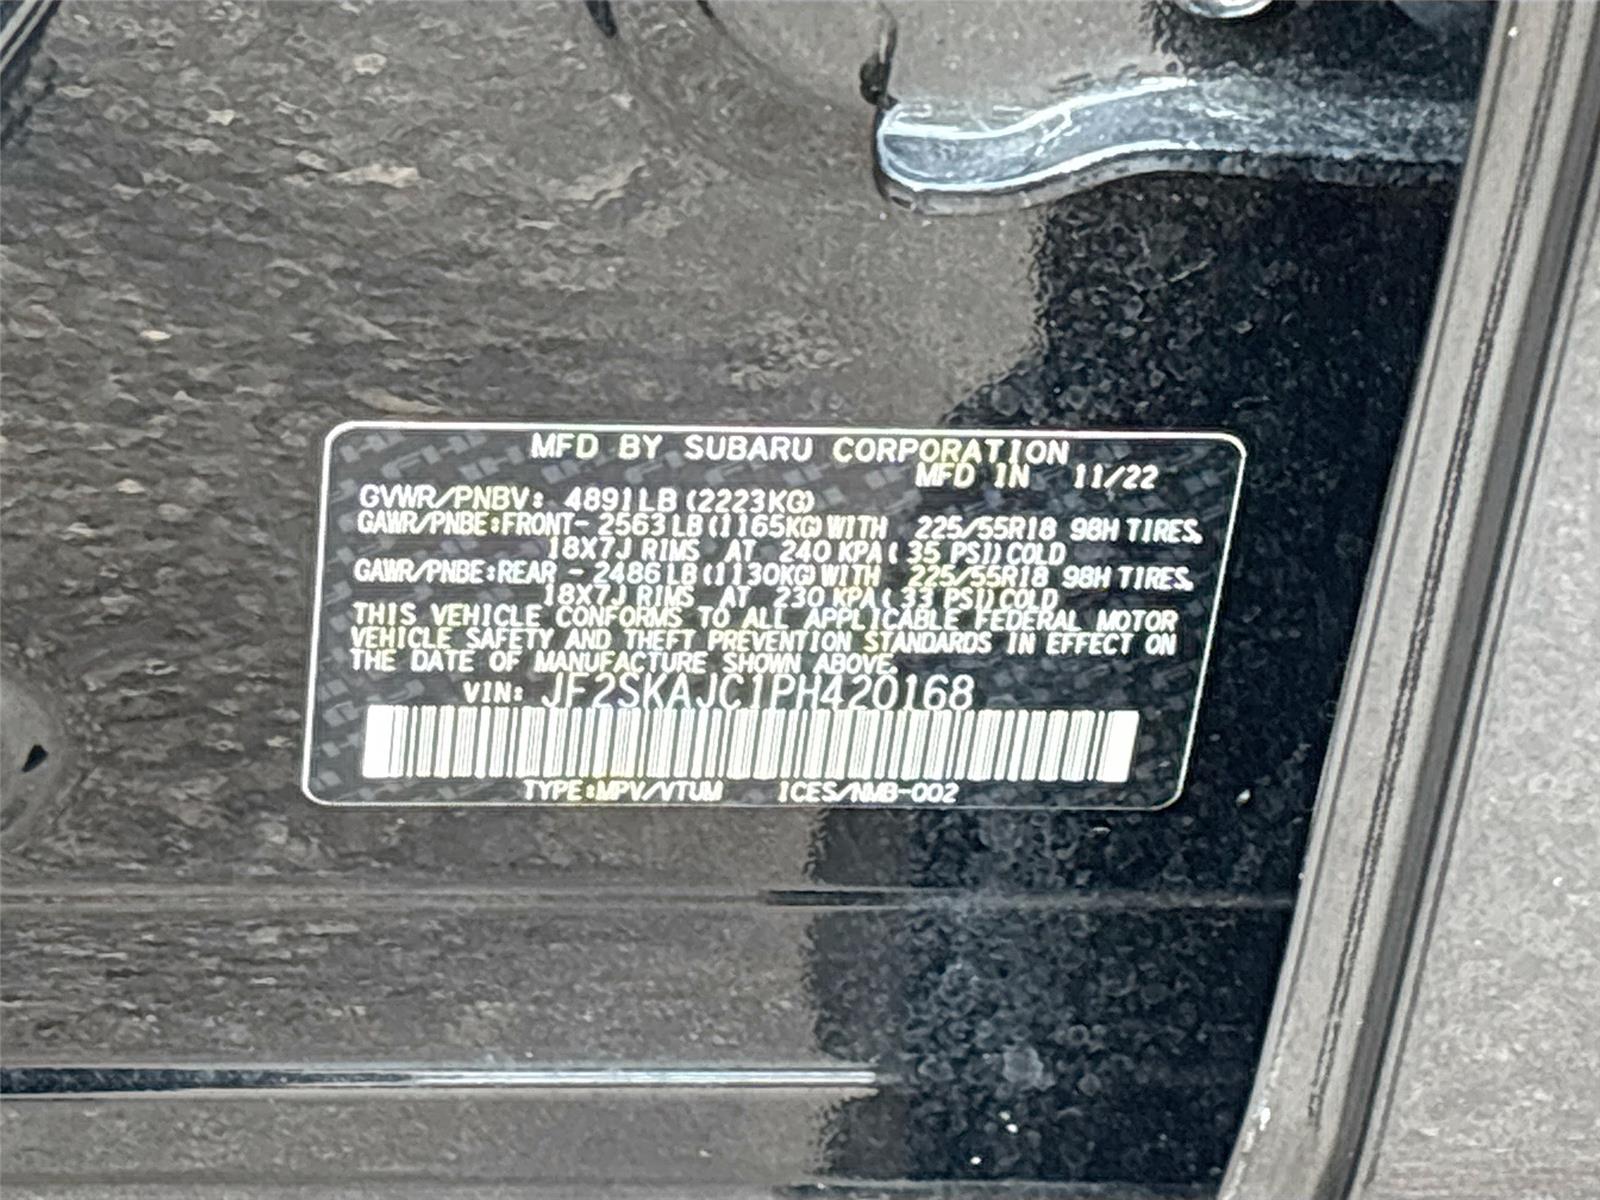 MFD BY SUBARU CORPORATION
MFD IN 11/22
GVWR/PNBV: 4891LB (2223KG)
GAWR/PNBE:FRONT- 2563LB (1165KG) WITH 225/55R18 98H TIRES,
18X7J RIMS AT 240 KPA ( 35 PSI) COLD
GAWR/PNBE:REAR - 2486LB (1130KG) WITH 225/55R18 98H TIRES,
18X7J RIMS AT 230 KPA ( 33 PSI) COLD
THIS VEHICLE CONFORMS TO ALL APPLICABLE FEDERAL MOTOR
VEHICLE SAFETY AND THEFT PREVENTION STANDARDS IN EFFECT ON
THE DATE OF MANUFACTURE SHOWN ABOVE.
VIN: JF2SKAJC1PH420168
TYPE:MPV/VTUM ICES/NMB-002